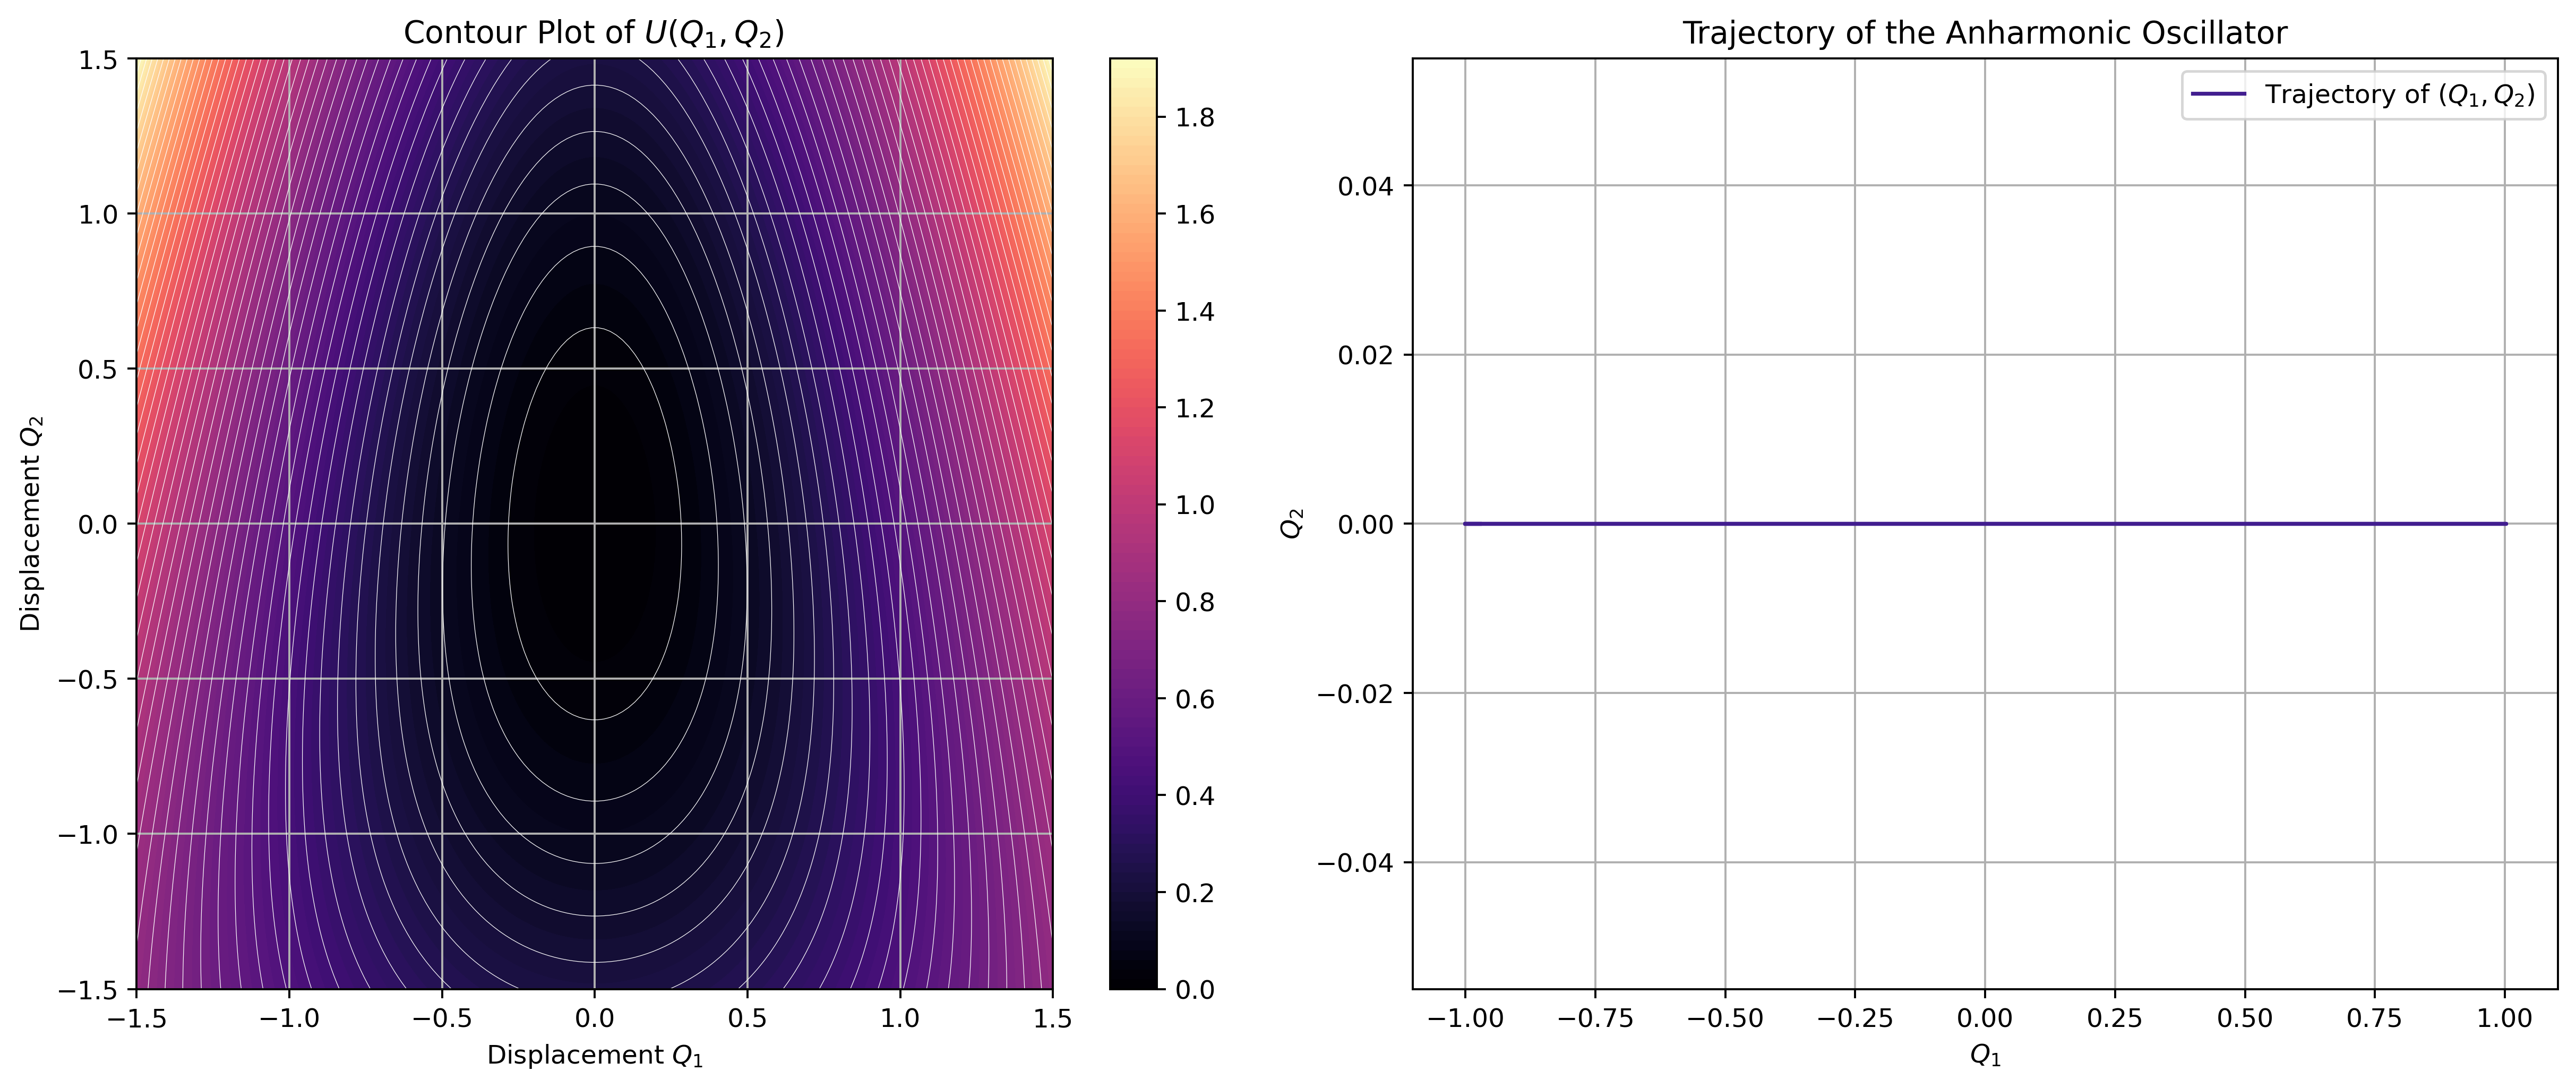 Contour Plot of U(Q₁, Q₂)
1.5
1.0
0.5
0.0
−0.5
−1.0
−1.5
Displacement Q₂
−1.5 −1.0 −0.5 0.0 0.5 1.0 1.5
Displacement Q₁
1.8
1.6
1.4
1.2
1.0
0.8
0.6
0.4
0.2
0.0
Trajectory of the Anharmonic Oscillator
Trajectory of (Q₁, Q₂)
0.04
0.02
0.00
−0.02
−0.04
Q₂
−1.00 −0.75 −0.50 −0.25 0.00 0.25 0.50 0.75 1.00
Q₁